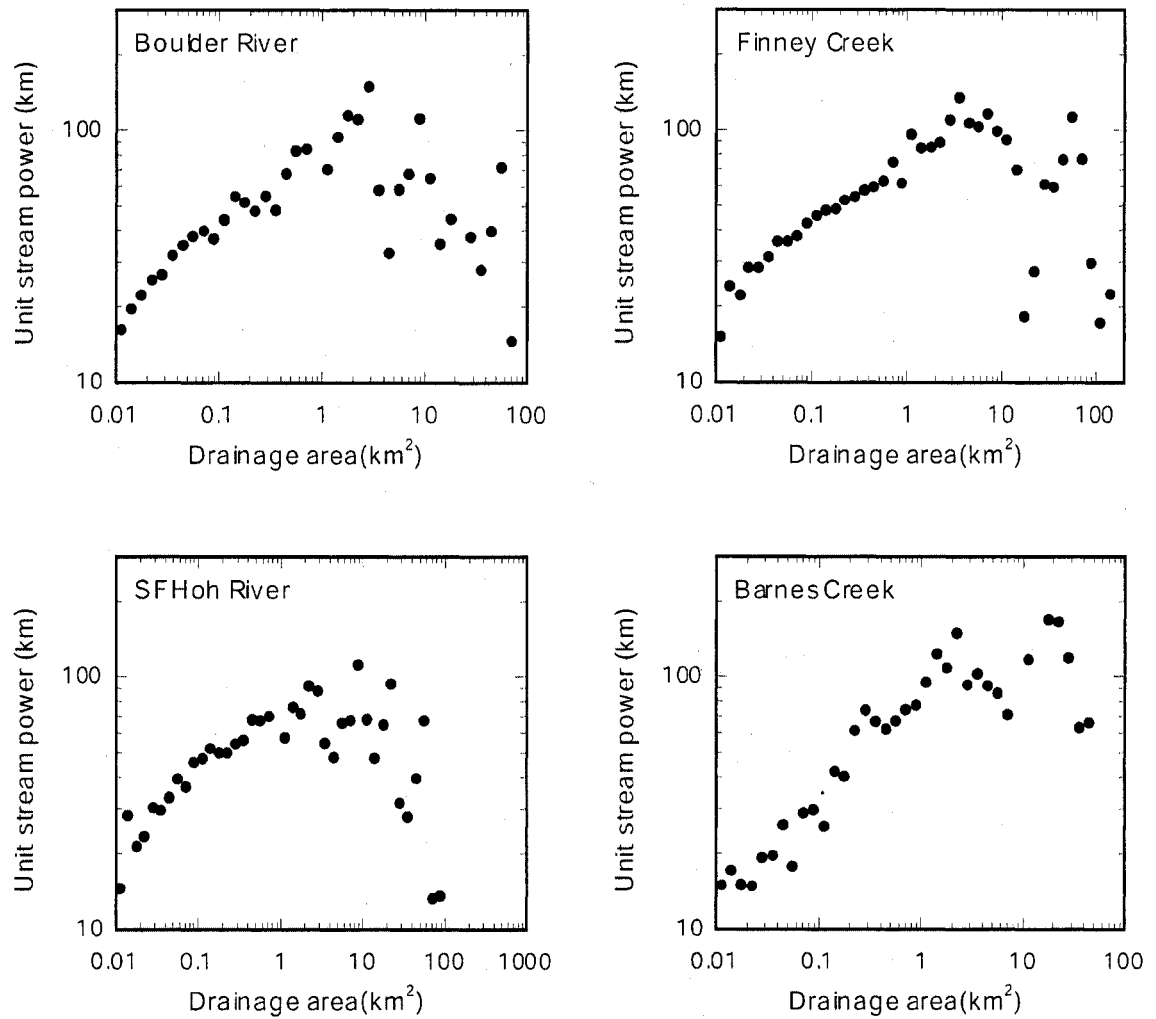 Boulder River
Unit stream power (km)
100
10
0.01 0.1 1 10 100
Drainage area(km²)
Finney Creek
Unit stream power (km)
100
10
0.01 0.1 1 10 100
Drainage area(km²)
SFHoh River
Unit stream power (km)
100
10
0.01 0.1 1 10 100 1000
Drainage area(km²)
Barnes Creek
Unit stream power (km)
100
10
0.01 0.1 1 10 100
Drainage area(km²)